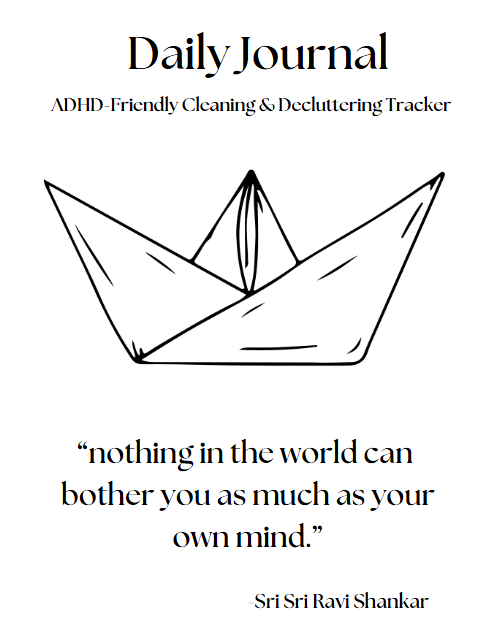 Daily Journal
ADHD-Friendly Cleaning & Decluttering Tracker
“nothing in the world can
bother you as much as your
own mind.”
-Sri Sri Ravi Shankar